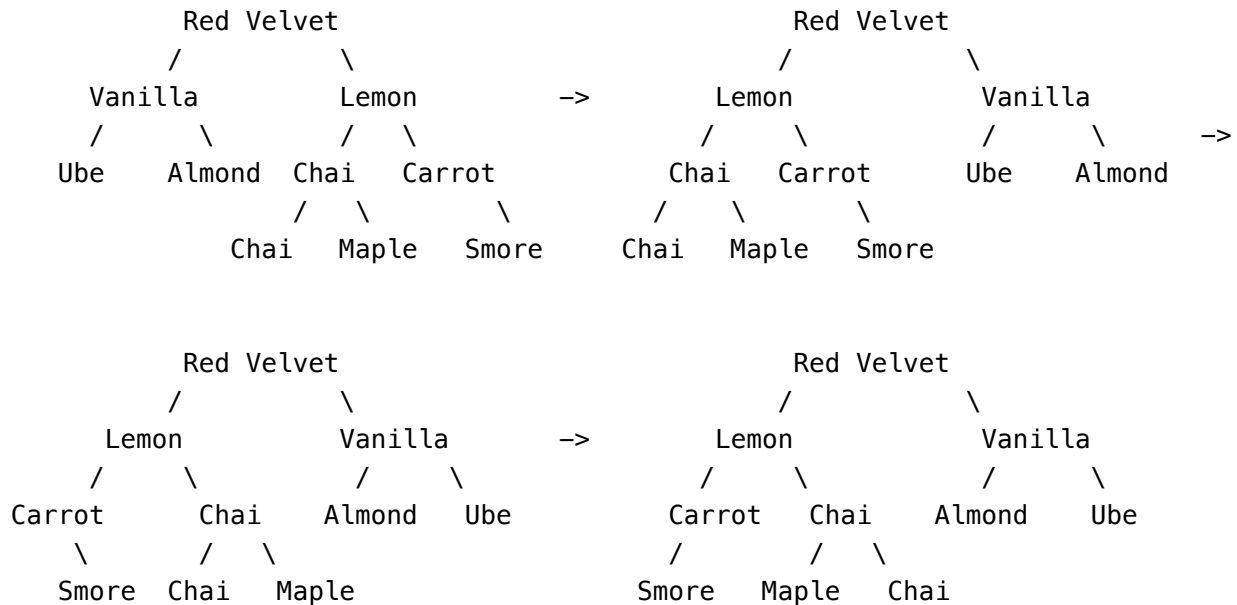 Red Velvet Red Velvet
/ \ / \
Vanilla Lemon -> Lemon Vanilla
/ \ / \ / \ / \ ->
Ube Almond Chai Carrot Chai Carrot Ube Almond
/ \ \ / \ \
Chai Maple Smore Chai Maple Smore
Red Velvet Red Velvet
/ \ / \
Lemon Vanilla -> Lemon Vanilla
/ \ / \ / \ / \
Carrot Chai Almond Ube Carrot Chai Almond Ube
\ / \ / / \
Smore Chai Maple Smore Maple Chai